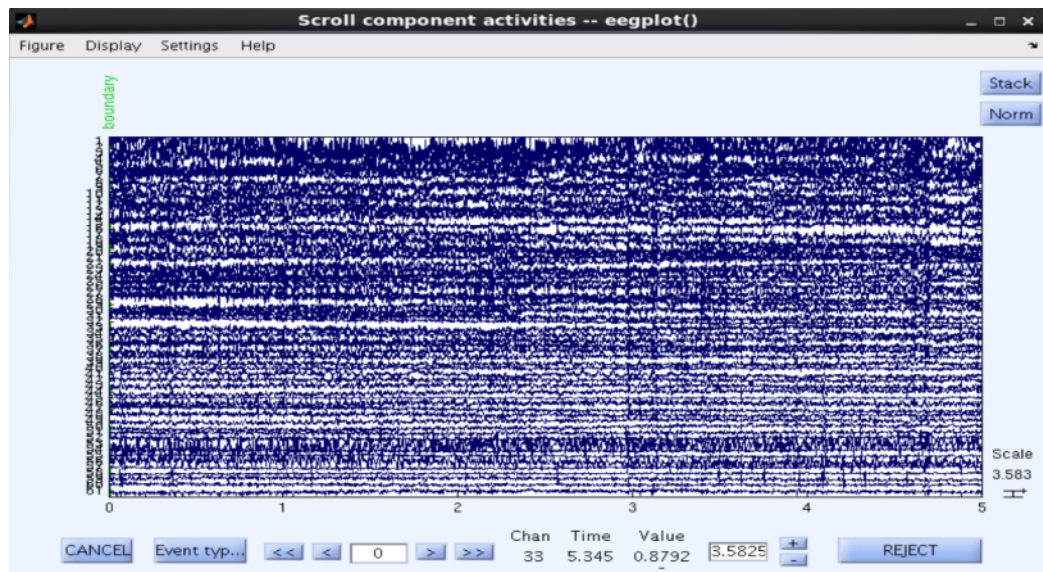 Scroll component activities -- eegplot()
Figure Display Settings Help
boundary
Stack
Norm
1
0 1 2 3 4 5
Scale
3.583
CANCEL Event typ... << < 0 > >>
Chan Time Value
33 5.345 0.8792
3.5825 + -
REJECT